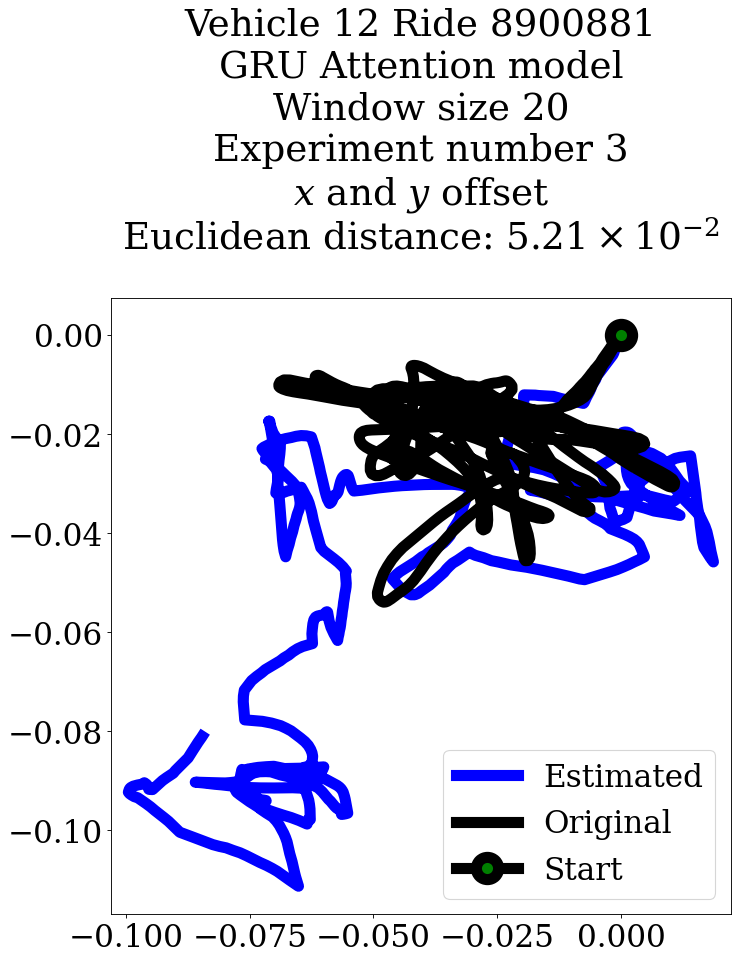 Vehicle 12 Ride 8900881
GRU Attention model
Window size 20
Experiment number 3
x and y offset
Euclidean distance: 5.21 × 10⁻²
0.00
−0.02
−0.04
−0.06
−0.08
−0.10
Estimated
Original
Start
−0.100 −0.075 −0.050 −0.025 0.000